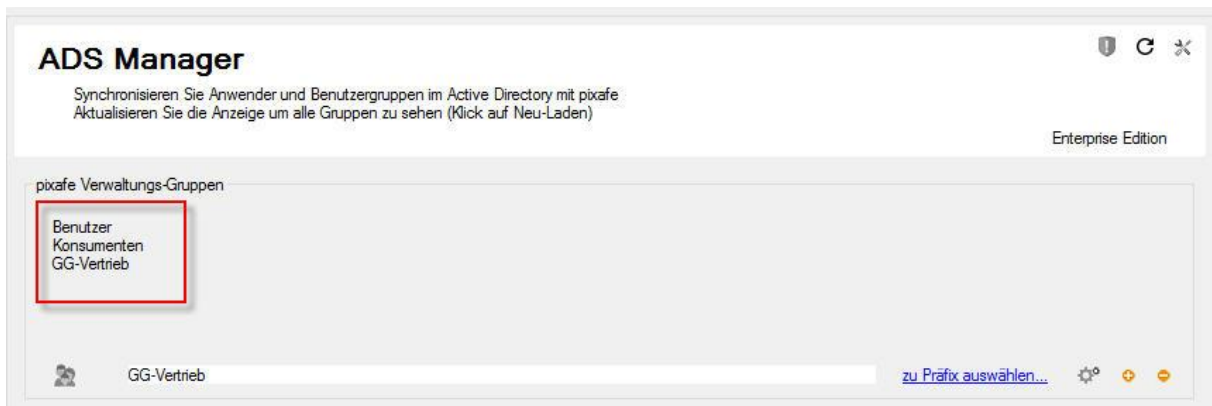 ADS Manager
Synchronisieren Sie Anwender und Benutzergruppen im Active Directory mit pixafe
Aktualisieren Sie die Anzeige um alle Gruppen zu sehen (Klick auf Neu-Laden)
Enterprise Edition
pixafe Verwaltungs-Gruppen
Benutzer
Konsumenten
GG-Vertrieb
GG-Vertrieb zu Präfix auswählen...